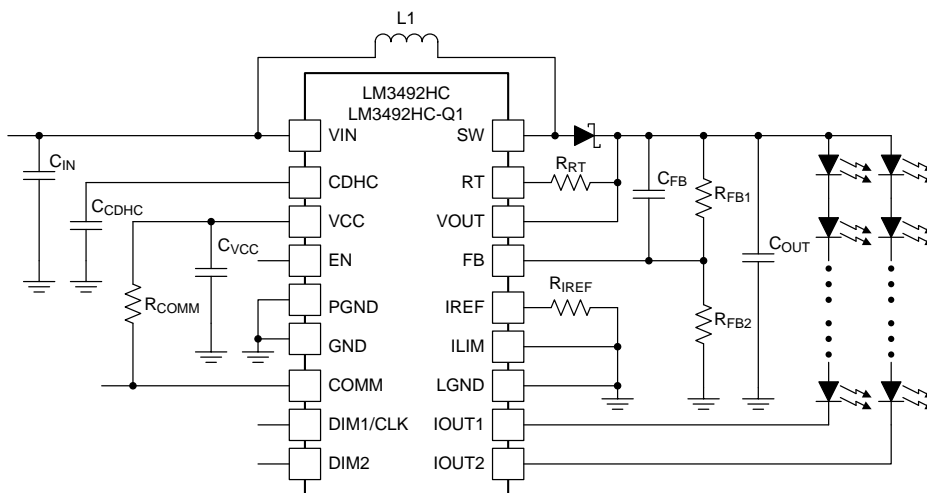 L1
LM3492HC
LM3492HC-Q1
VIN
SW
CIN
CDHC
RT
RRT
CFB
RFB1
CCDHC
VCC
VOUT
CVCC
EN
FB
COUT
RCOMM
PGND
IREF
RIREF
RFB2
GND
ILIM
COMM
LGND
DIM1/CLK
IOUT1
DIM2
IOUT2